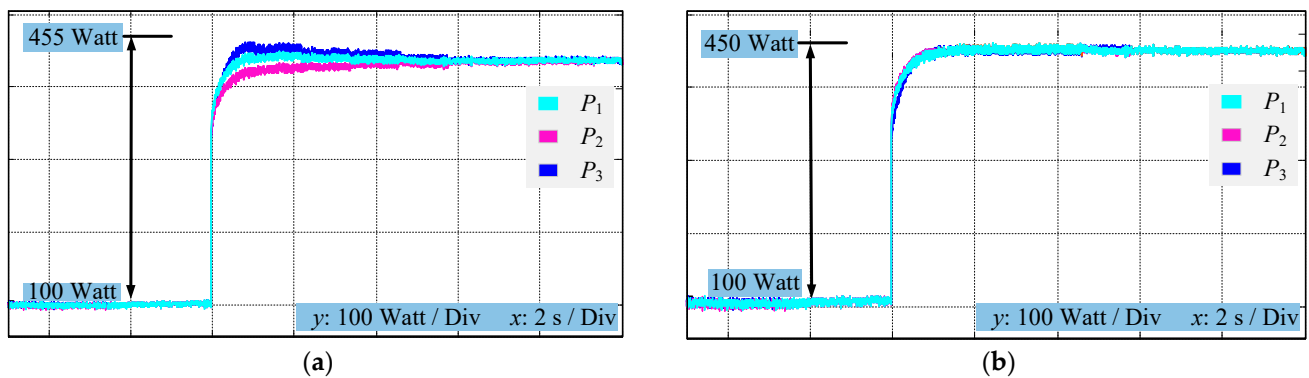 455 Watt
P1
P2
P3
100 Watt
y: 100 Watt / Div x: 2 s / Div
(a)
450 Watt
P1
P2
P3
100 Watt
y: 100 Watt / Div x: 2 s / Div
(b)